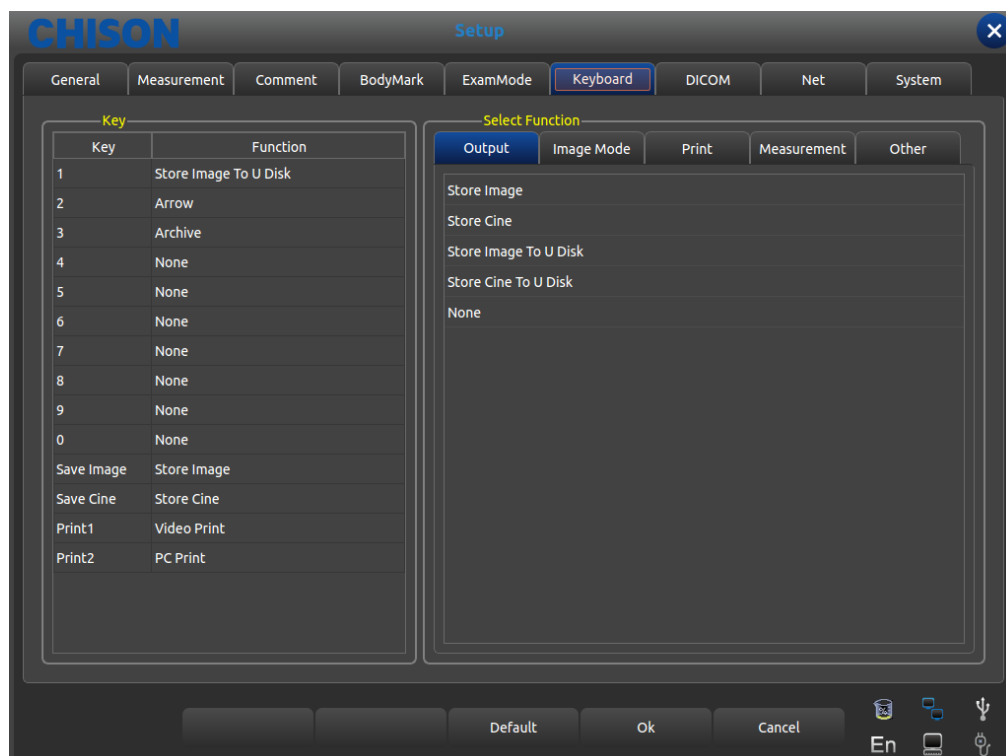 CHISON
Setup
General Measurement Comment BodyMark ExamMode Keyboard DICOM Net System
Key
Key Function
1 Store Image To U Disk
2 Arrow
3 Archive
4 None
5 None
6 None
7 None
8 None
9 None
0 None
Save Image Store Image
Save Cine Store Cine
Print1 Video Print
Print2 PC Print
Select Function
Output Image Mode Print Measurement Other
Store Image
Store Cine
Store Image To U Disk
Store Cine To U Disk
None
Default Ok Cancel
En